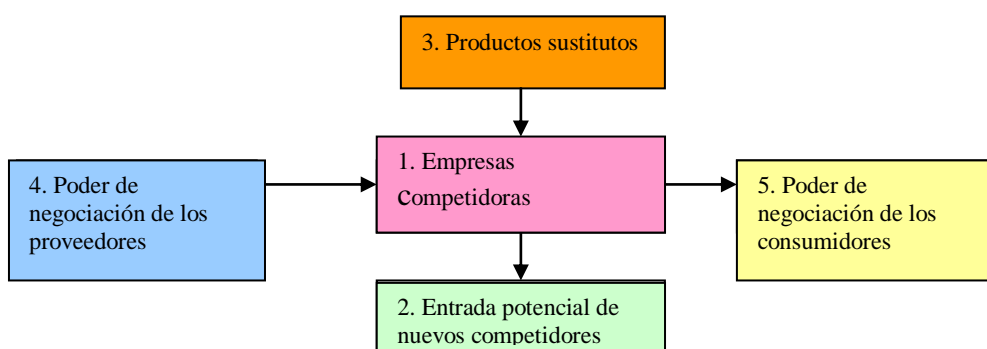 3. Productos sustitutos
1. Empresas
Competidoras
4. Poder de
negociación de los
proveedores
5. Poder de
negociación de los
consumidores
2. Entrada potencial de
nuevos competidores